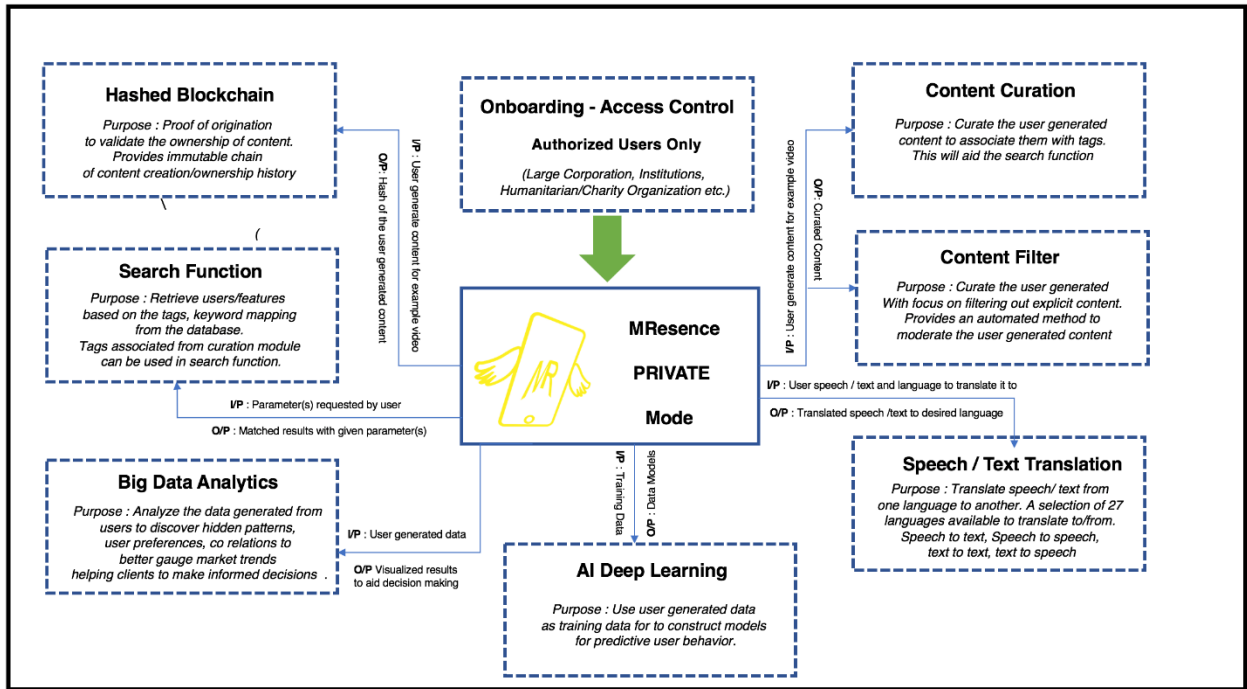 Hashed Blockchain
Purpose : Proof of origination
to validate the ownership of content.
Provides immutable chain
of content creation/ownership history
\
(
I/P : User generate content for example video
O/P: Hash of the user generated content
Onboarding - Access Control
Authorized Users Only
(Large Corporation, Institutions,
Humanitarian/Charity Organization etc.)
Content Curation
Purpose : Curate the user generated
content to associate them with tags.
This will aid the search function
O/P: Curated Content
I/P : User generate content for example video
Search Function
Purpose : Retrieve users/features
based on the tags, keyword mapping
from the database.
Tags associated from curation module
can be used in search function.
I/P : Parameter(s) requested by user
O/P : Matched results with given parameter(s)
MR
MResence
PRIVATE
Mode
Content Filter
Purpose : Curate the user generated
With focus on filtering out explicit content.
Provides an automated method to
moderate the user generated content
I/P : User speech / text and language to translate it to
O/P : Translated speech /text to desired language
Big Data Analytics
Purpose : Analyze the data generated from
users to discover hidden patterns,
user preferences, co relations to
better gauge market trends
helping clients to make informed decisions .
I/P : User generated data
O/P Visualized results
to aid decision making
I/P : Training Data
O/P : Data Models
AI Deep Learning
Purpose : Use user generated data
as training data for to construct models
for predictive user behavior.
Speech / Text Translation
Purpose : Translate speech/ text from
one language to another. A selection of 27
languages available to translate to/from.
Speech to text, Speech to speech,
text to text, text to speech